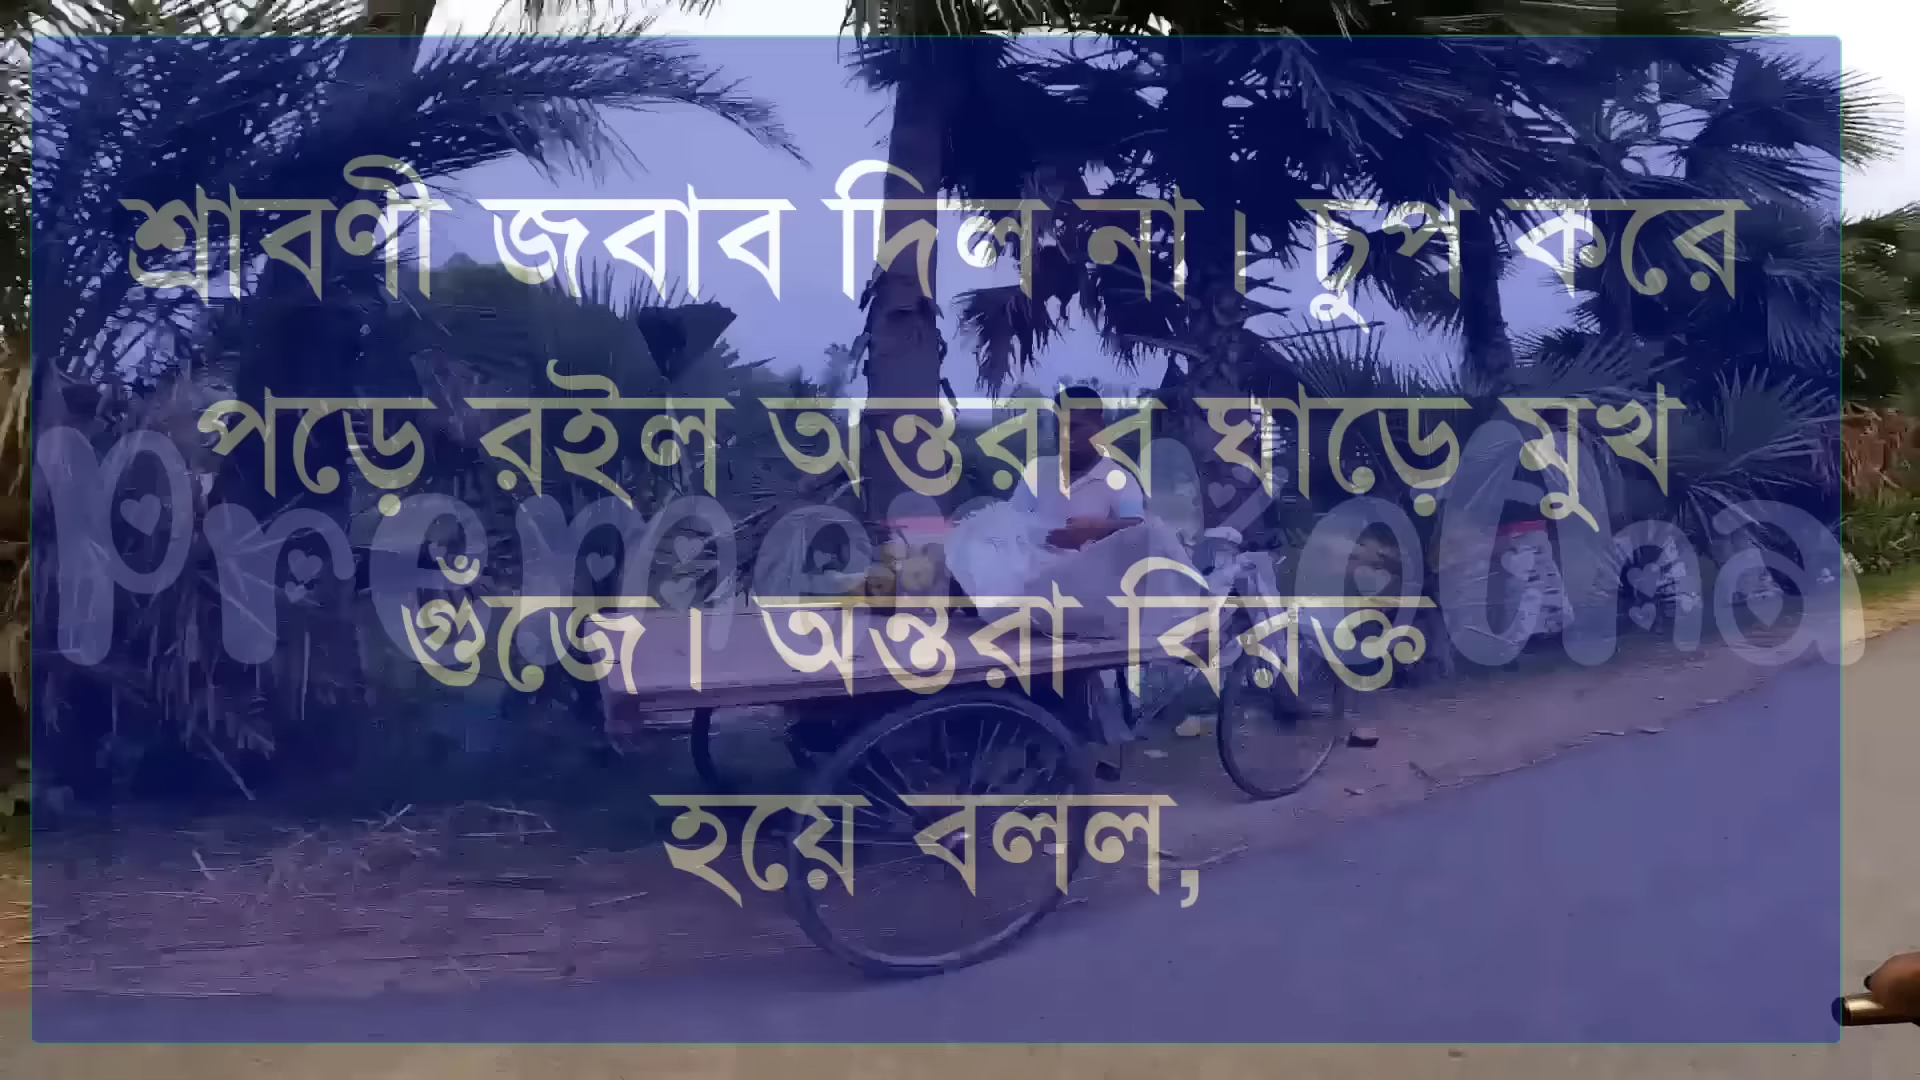 শ্রাবণী জবাব দিল না। চুপ করে
পড়ে রইল অন্তরার ঘাড়ে মুখ
গুঁজে। অন্তরা বিরক্ত
হয়ে বলল,